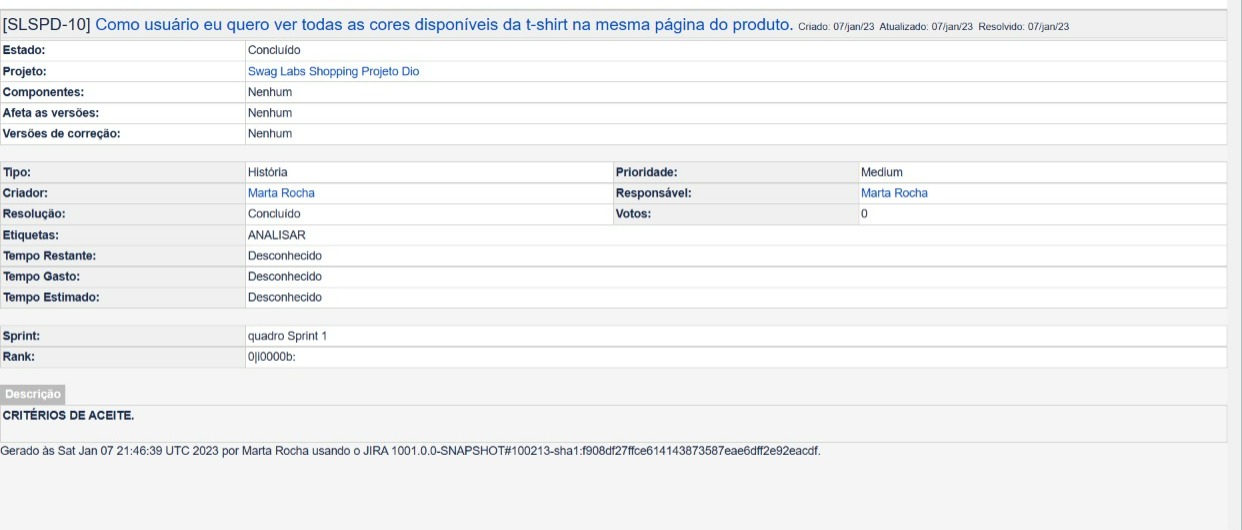 [SLSPD-10] Como usuário eu quero ver todas as cores disponíveis da t-shirt na mesma página do produto. Criado: 07/jan/23 Atualizado: 07/jan/23 Resolvido: 07/jan/23
Estado: Concluído
Projeto: Swag Labs Shopping Projeto Dio
Componentes: Nenhum
Afeta as versões: Nenhum
Versões de correção: Nenhum
Tipo: História Prioridade: Medium
Criador: Marta Rocha Responsável: Marta Rocha
Resolução: Concluído Votos: 0
Etiquetas: ANALISAR
Tempo Restante: Desconhecido
Tempo Gasto: Desconhecido
Tempo Estimado: Desconhecido
Sprint: quadro Sprint 1
Rank: 0|i0000b:
Descrição
CRITÉRIOS DE ACEITE.
Gerado às Sat Jan 07 21:46:39 UTC 2023 por Marta Rocha usando o JIRA 1001.0.0-SNAPSHOT#100213-sha1:f908df27ffce614143873587eae6dff2e92eacdf.